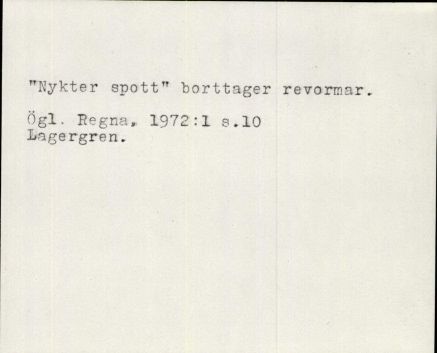 "Nykter spott" borttager revormar.
Ögl. Regna, 1972:1 s.10
Lagergren.